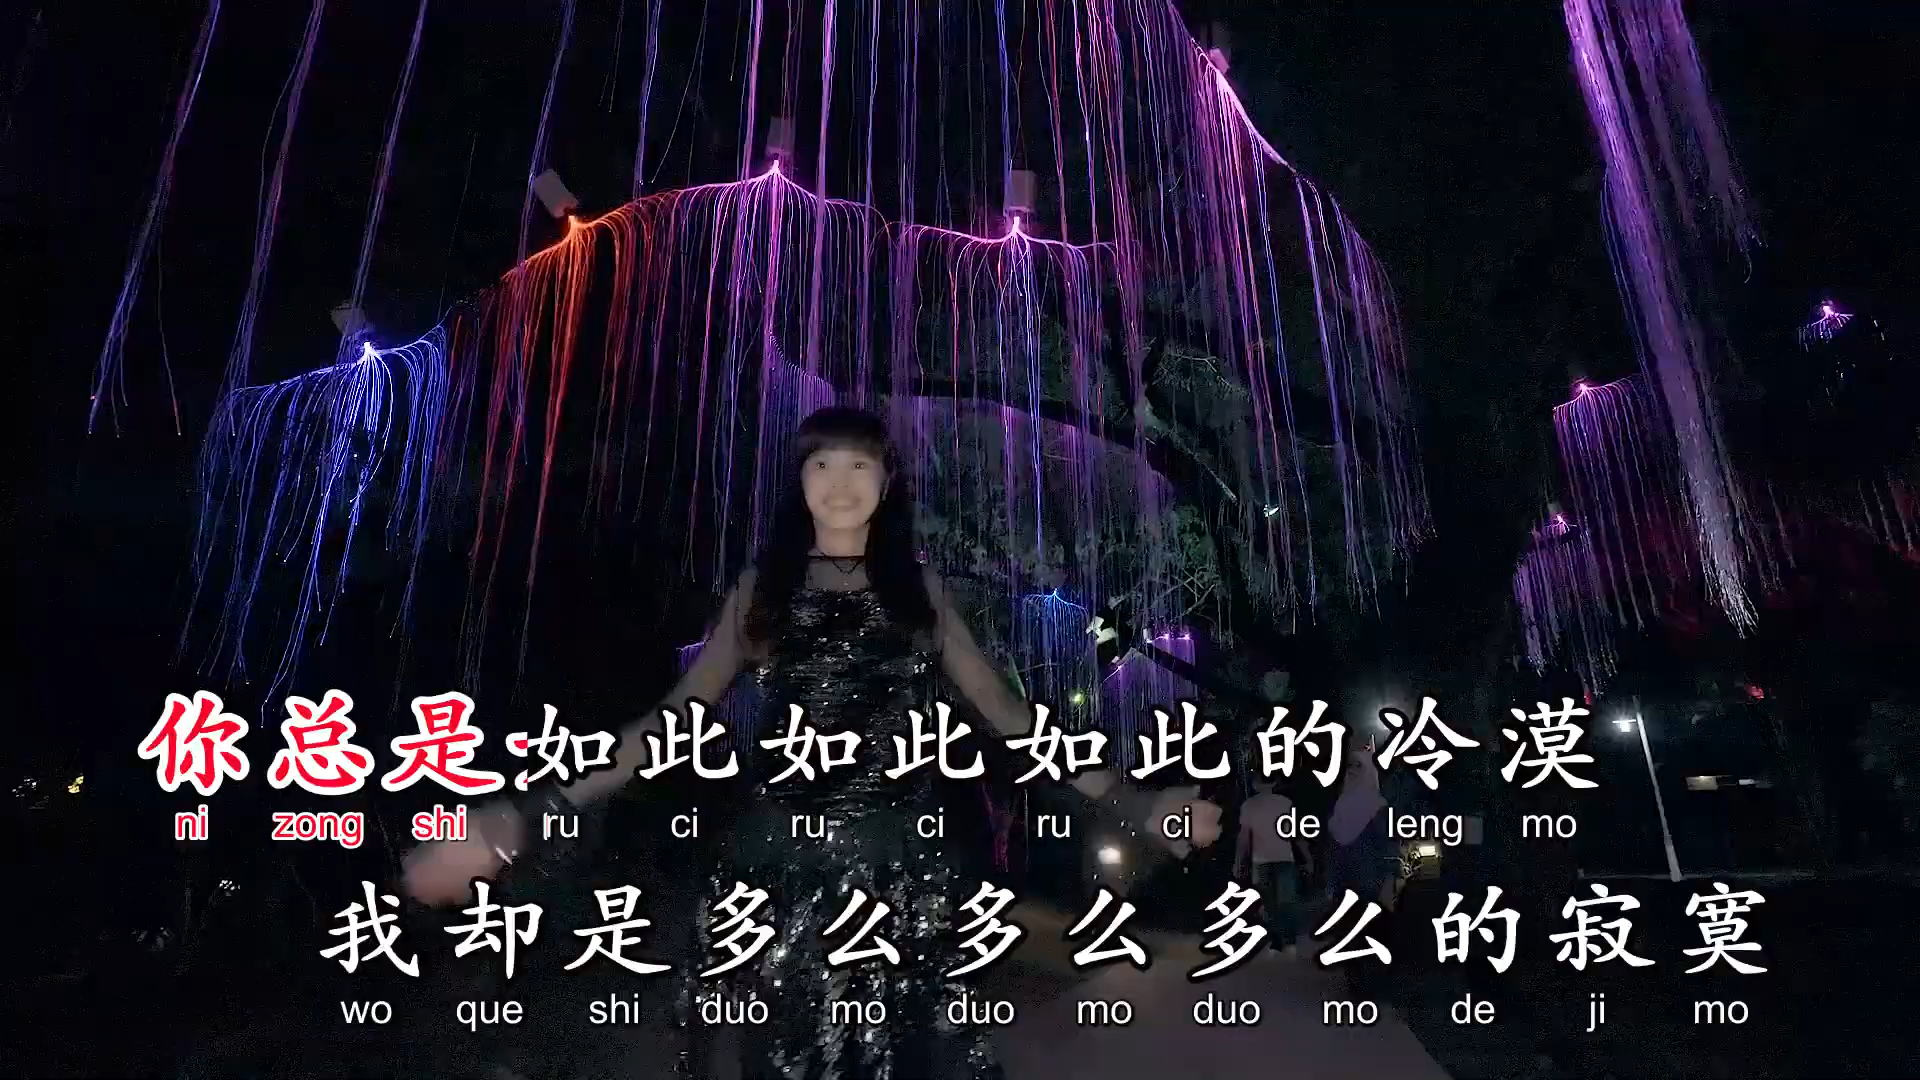 你总是如此如此如此的冷漠
ni zong shi ru ci ru ci ru ci de leng mo
我却是多么多么多么的寂寞
wo que shi duo mo duo mo duo mo de ji mo